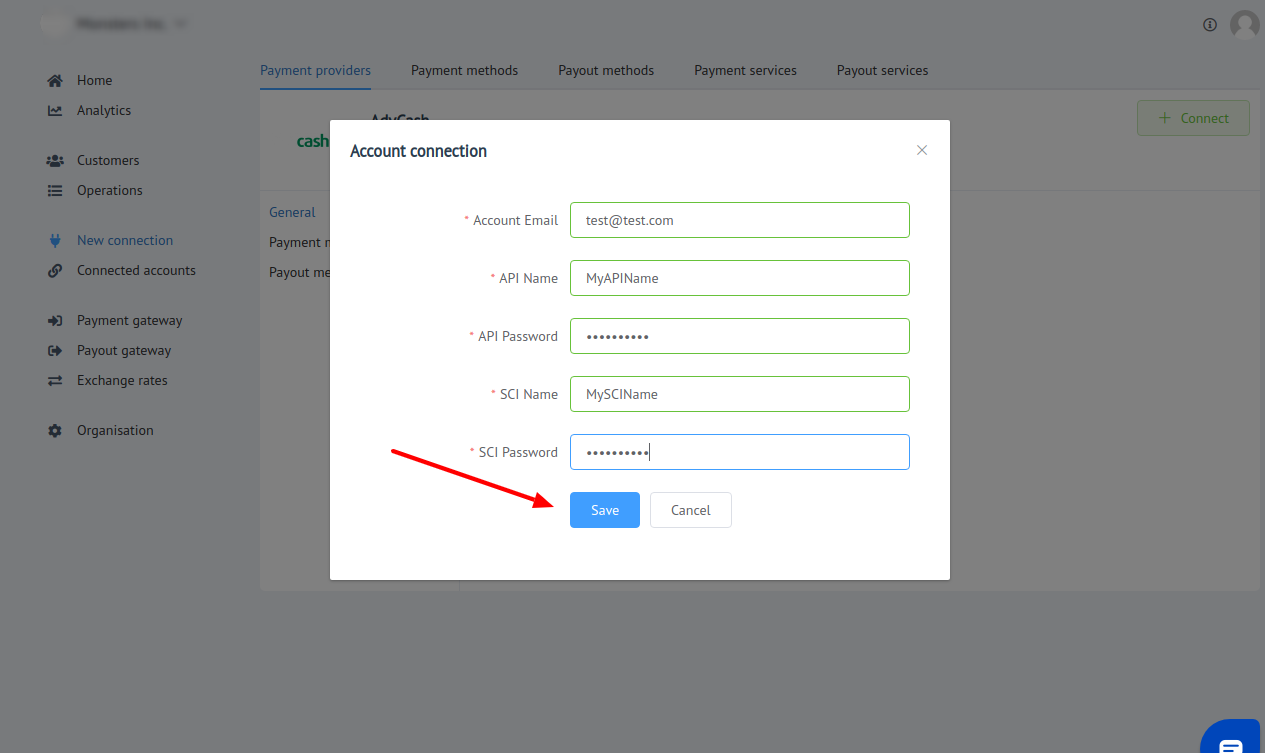 Home
Analytics
Customers
Operations
New connection
Connected accounts
Payment gateway
Payout gateway
Exchange rates
Organisation
Payment providers Payment methods Payout methods Payment services Payout services
AdvCash
cash
Connect
General
Payment m
Payout me
Account connection
* Account Email test@test.com
* API Name MyAPIName
* API Password ••••••••••
* SCI Name MySCIName
* SCI Password ••••••••••
Save Cancel